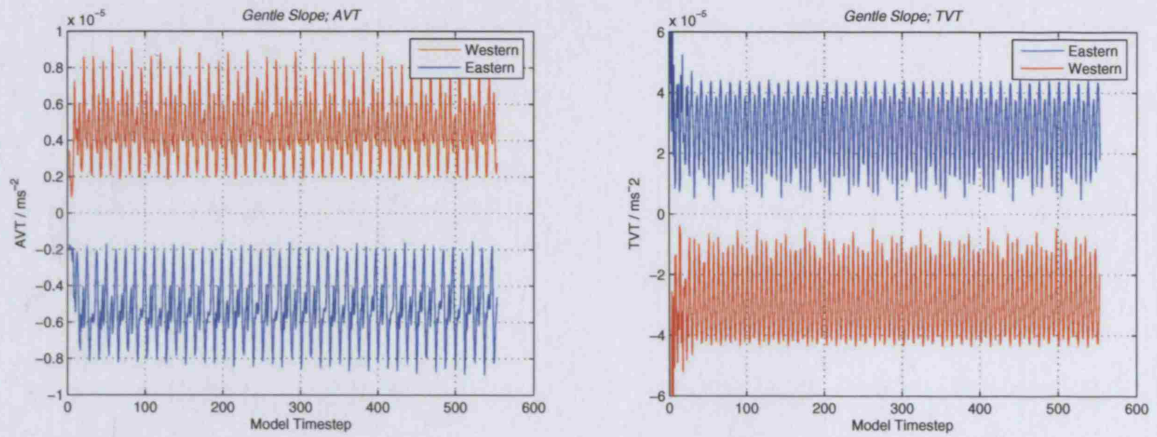 Gentle Slope; AVT
x 10⁻⁵
1
0.8
0.6
0.4
0.2
0
−0.2
−0.4
−0.6
−0.8
−1
AVT / ms⁻²
Western
Eastern
0 100 200 300 400 500 600
Model Timestep
Gentle Slope; TVT
x 10⁻⁵
6
4
2
0
−2
−4
−6
TVT / ms⁻2
Eastern
Western
0 100 200 300 400 500 600
Model Timestep